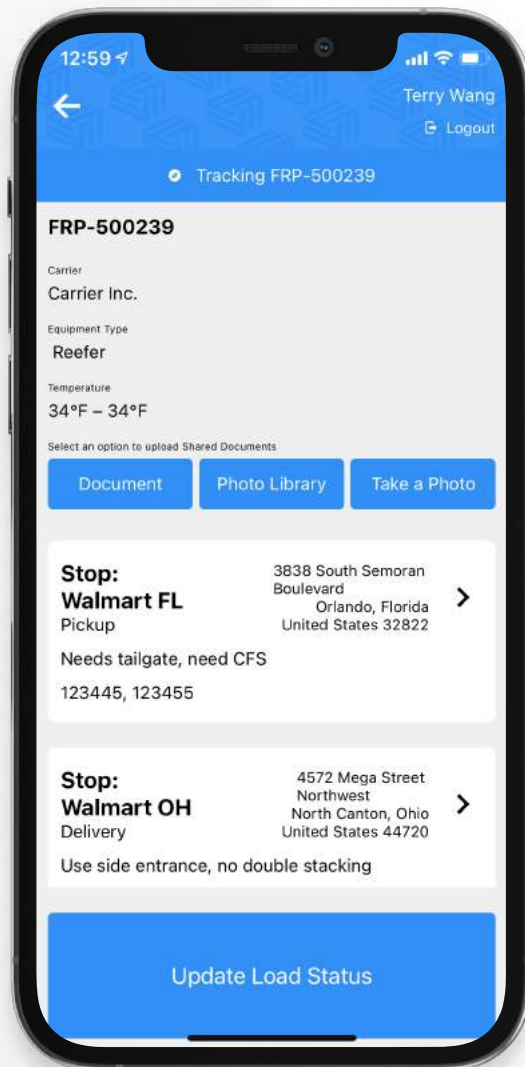 12:59
Terry Wang
Logout
Tracking FRP-500239
FRP-500239
Carrier
Carrier Inc.
Equipment Type
Reefer
Temperature
34°F – 34°F
Select an option to upload Shared Documents
Document
Photo Library
Take a Photo
Stop:
Walmart FL
Pickup
3838 South Semoran
Boulevard
Orlando, Florida
United States 32822
Needs tailgate, need CFS
123445, 123455
Stop:
Walmart OH
Delivery
4572 Mega Street
Northwest
North Canton, Ohio
United States 44720
Use side entrance, no double stacking
Update Load Status